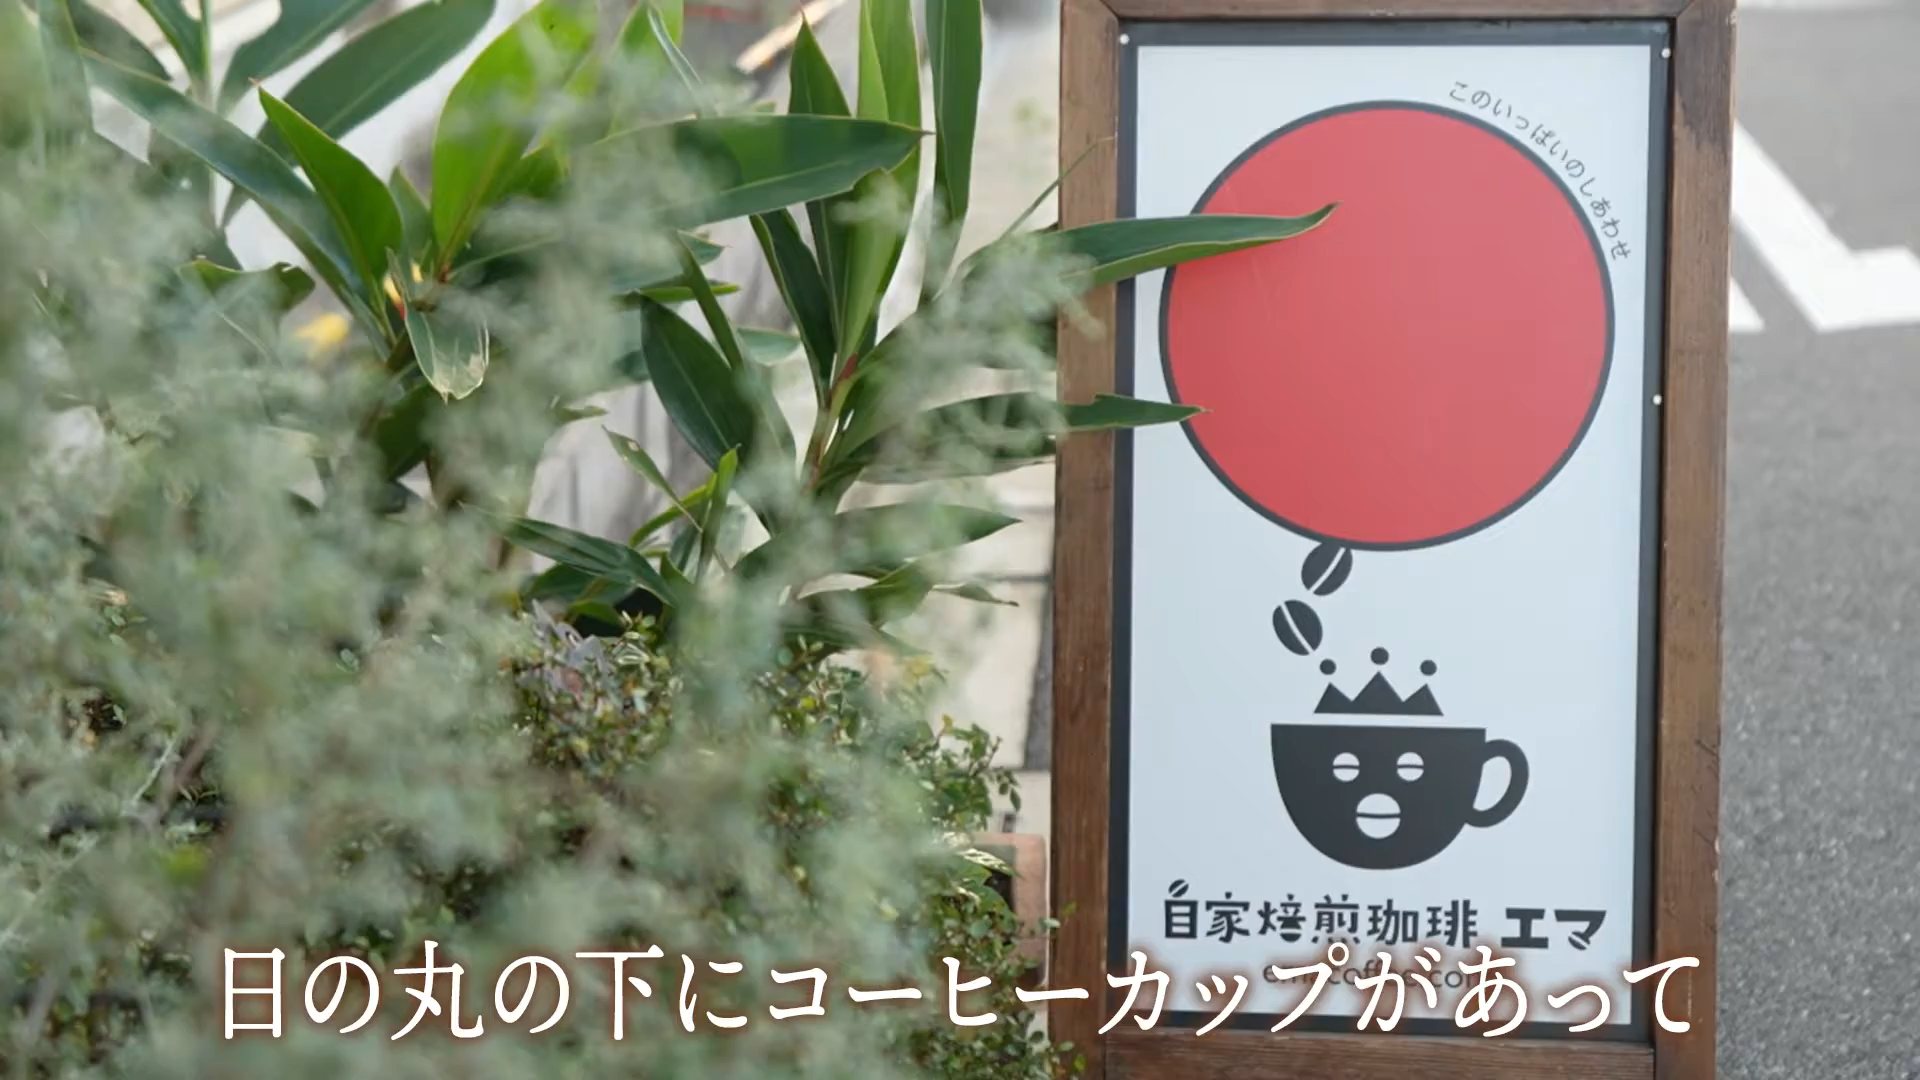 このいっぱいのしあわせ
自家焙煎珈琲 エマ
日の丸の下にコーヒーカップがあって